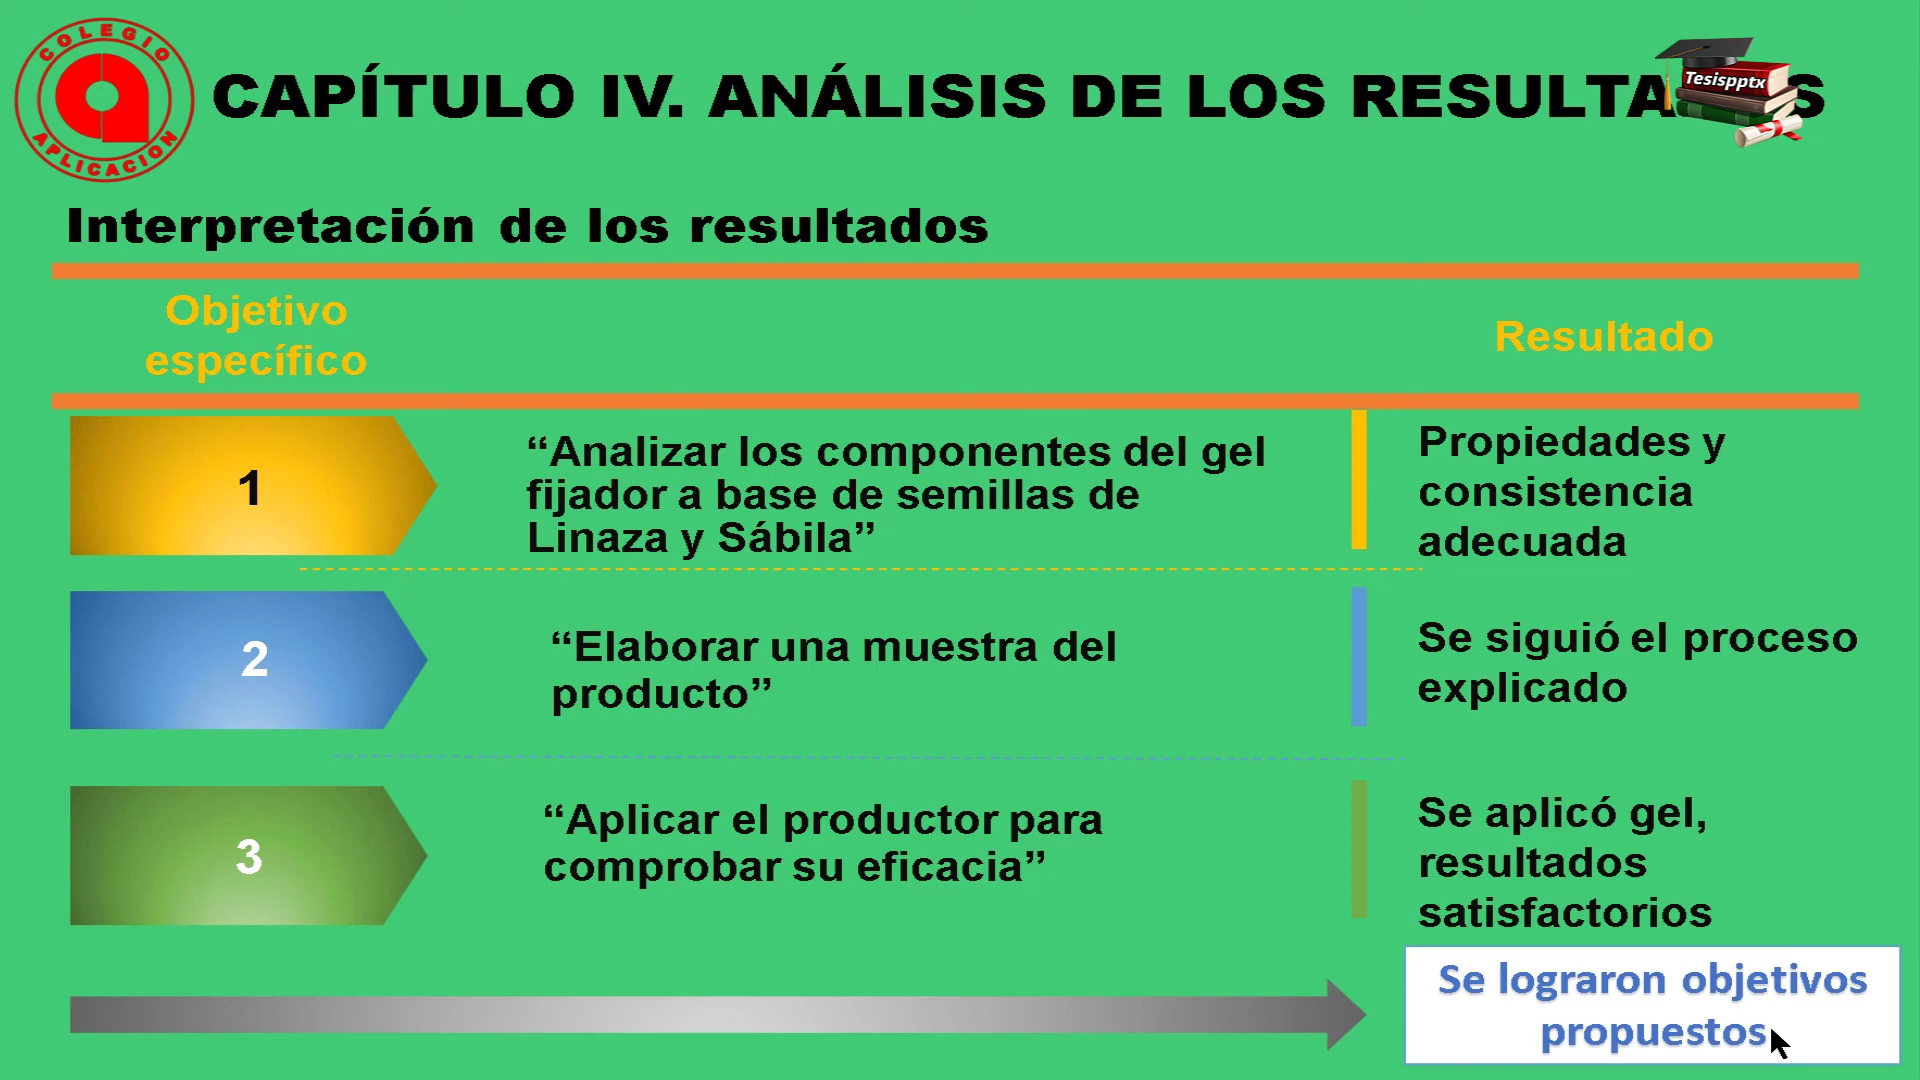 COLEGIO
APLICACION
CAPÍTULO IV. ANÁLISIS DE LOS RESULTA S
Tesispptx
Interpretación de los resultados
Objetivo
específico
Resultado
1
“Analizar los componentes del gel
fijador a base de semillas de
Linaza y Sábila”
Propiedades y
consistencia
adecuada
2
“Elaborar una muestra del
producto”
Se siguió el proceso
explicado
3
“Aplicar el productor para
comprobar su eficacia”
Se aplicó gel,
resultados
satisfactorios
Se lograron objetivos
propuestos